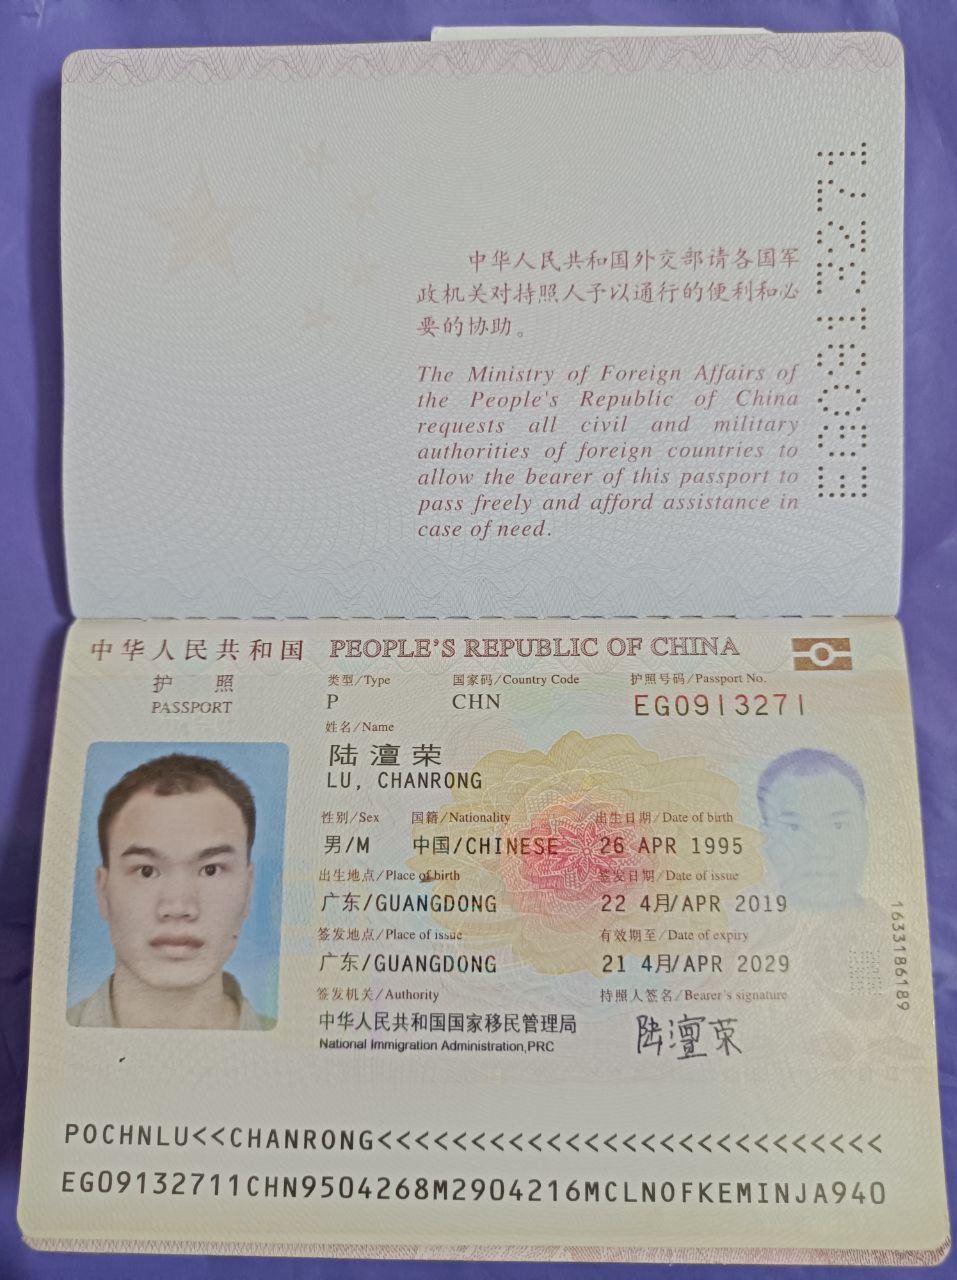 中华人民共和国外交部请各国军
政机关对持照人予以通行的便利和必
要的协助。
The Ministry of Foreign Affairs of
the People's Republic of China
requests all civil and military
authorities of foreign countries to
allow the bearer of this passport to
pass freely and afford assistance in
case of need.
EG0913271
中华人民共和国 PEOPLE'S REPUBLIC OF CHINA
护 照
PASSPORT
类型/Type 国家码/Country Code 护照号码/Passport No.
P CHN EG0913271
姓名/Name
陆澶荣
LU, CHANRONG
性别/Sex 国籍/Nationality 出生日期/Date of birth
男/M 中国/CHINESE 26 APR 1995
出生地点/Place of birth 签发日期/Date of issue
广东/GUANGDONG 22 4月/APR 2019
签发地点/Place of issue 有效期至/Date of expiry
广东/GUANGDONG 21 4月/APR 2029
签发机关/Authority 持照人签名/Bearer's signature
中华人民共和国国家移民管理局 陆澶荣
National Immigration Administration,PRC
1633186189
POCHNLU<<CHANRONG<<<<<<<<<<<<<<<<<<<<<<<<<<<
EG09132711CHN9504268M2904216MCLNOFKEMINJA940